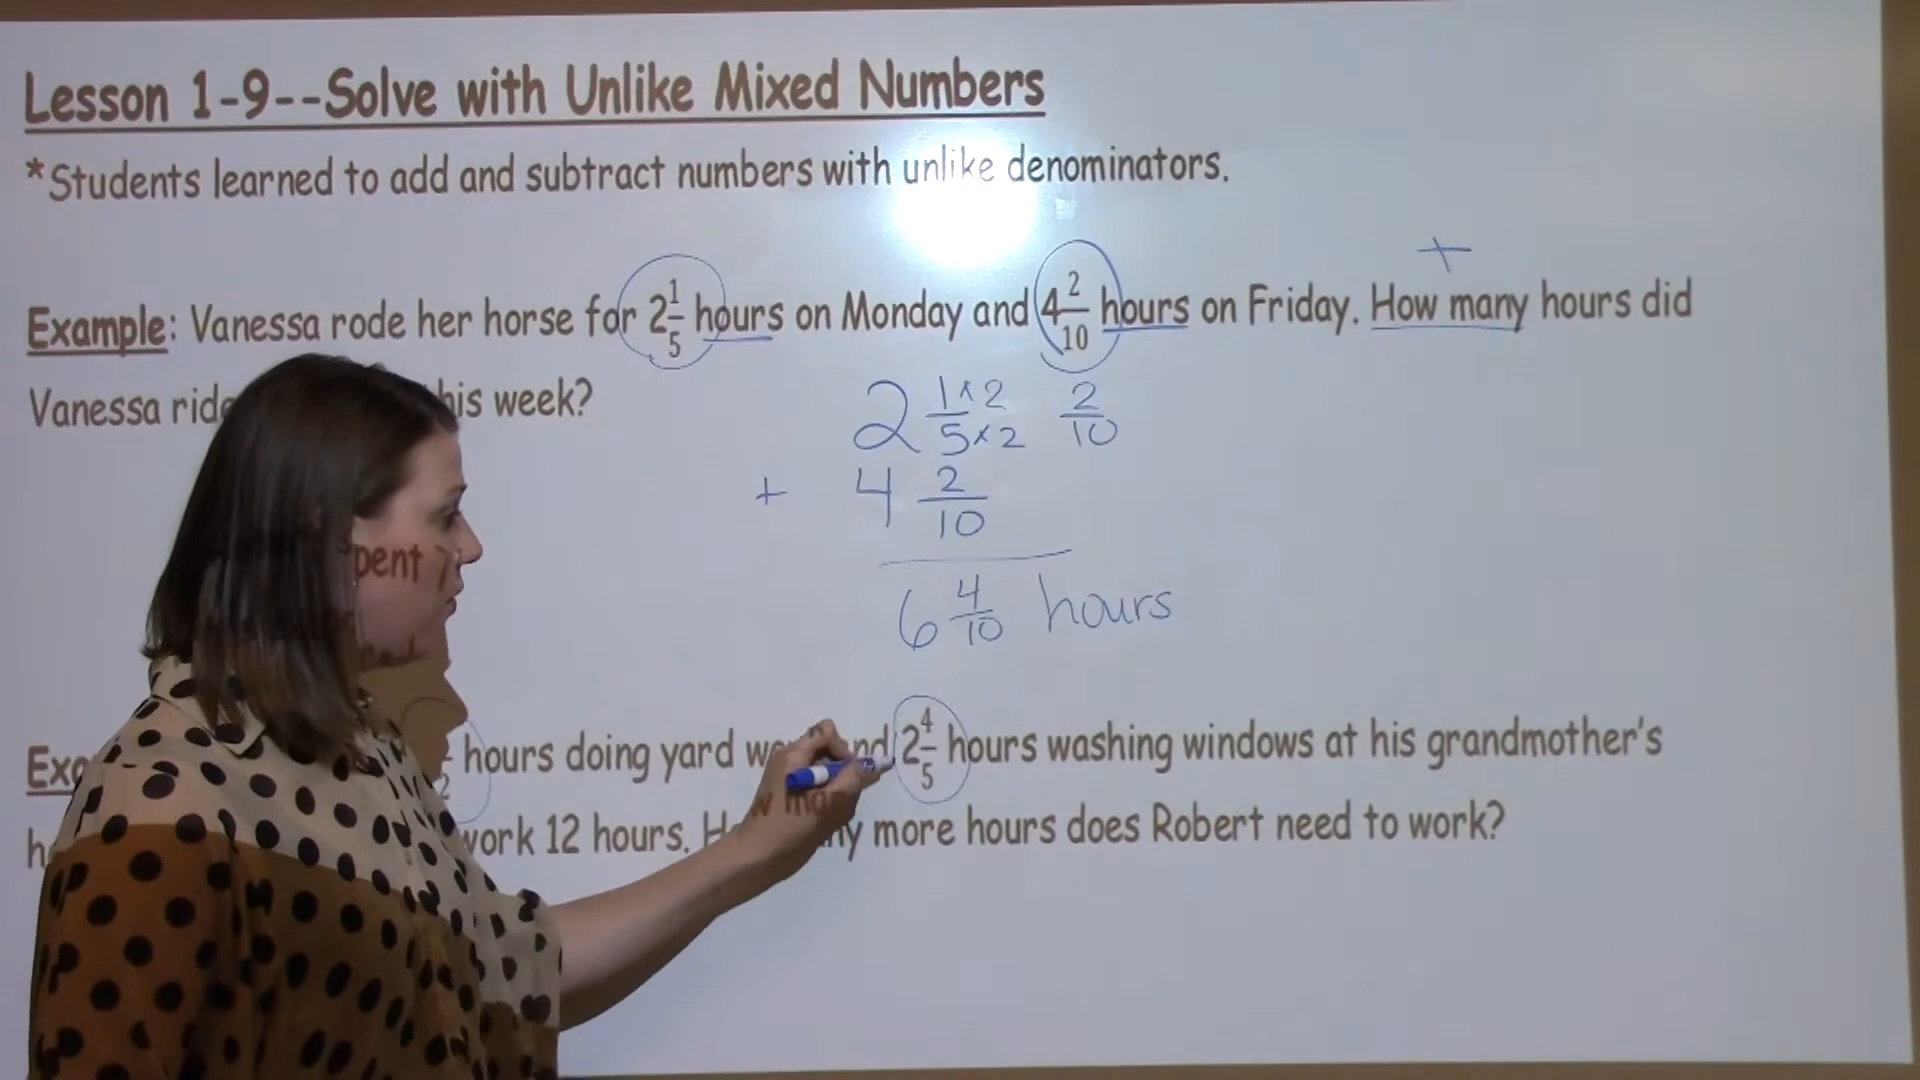 Lesson 1-9--Solve with Unlike Mixed Numbers
*Students learned to add and subtract numbers with unlike denominators.
+
Example: Vanessa rode her horse for 2 1/5 hours on Monday and 4 2/10 hours on Friday. How many hours did
Vanessa this week?
2 1×2/5×2 2/10
+ 4 2/10
6 4/10 hours
hours doing yard and 2 4/5 hours washing windows at his grandmother's
work 12 hours. How many more hours does Robert need to work?